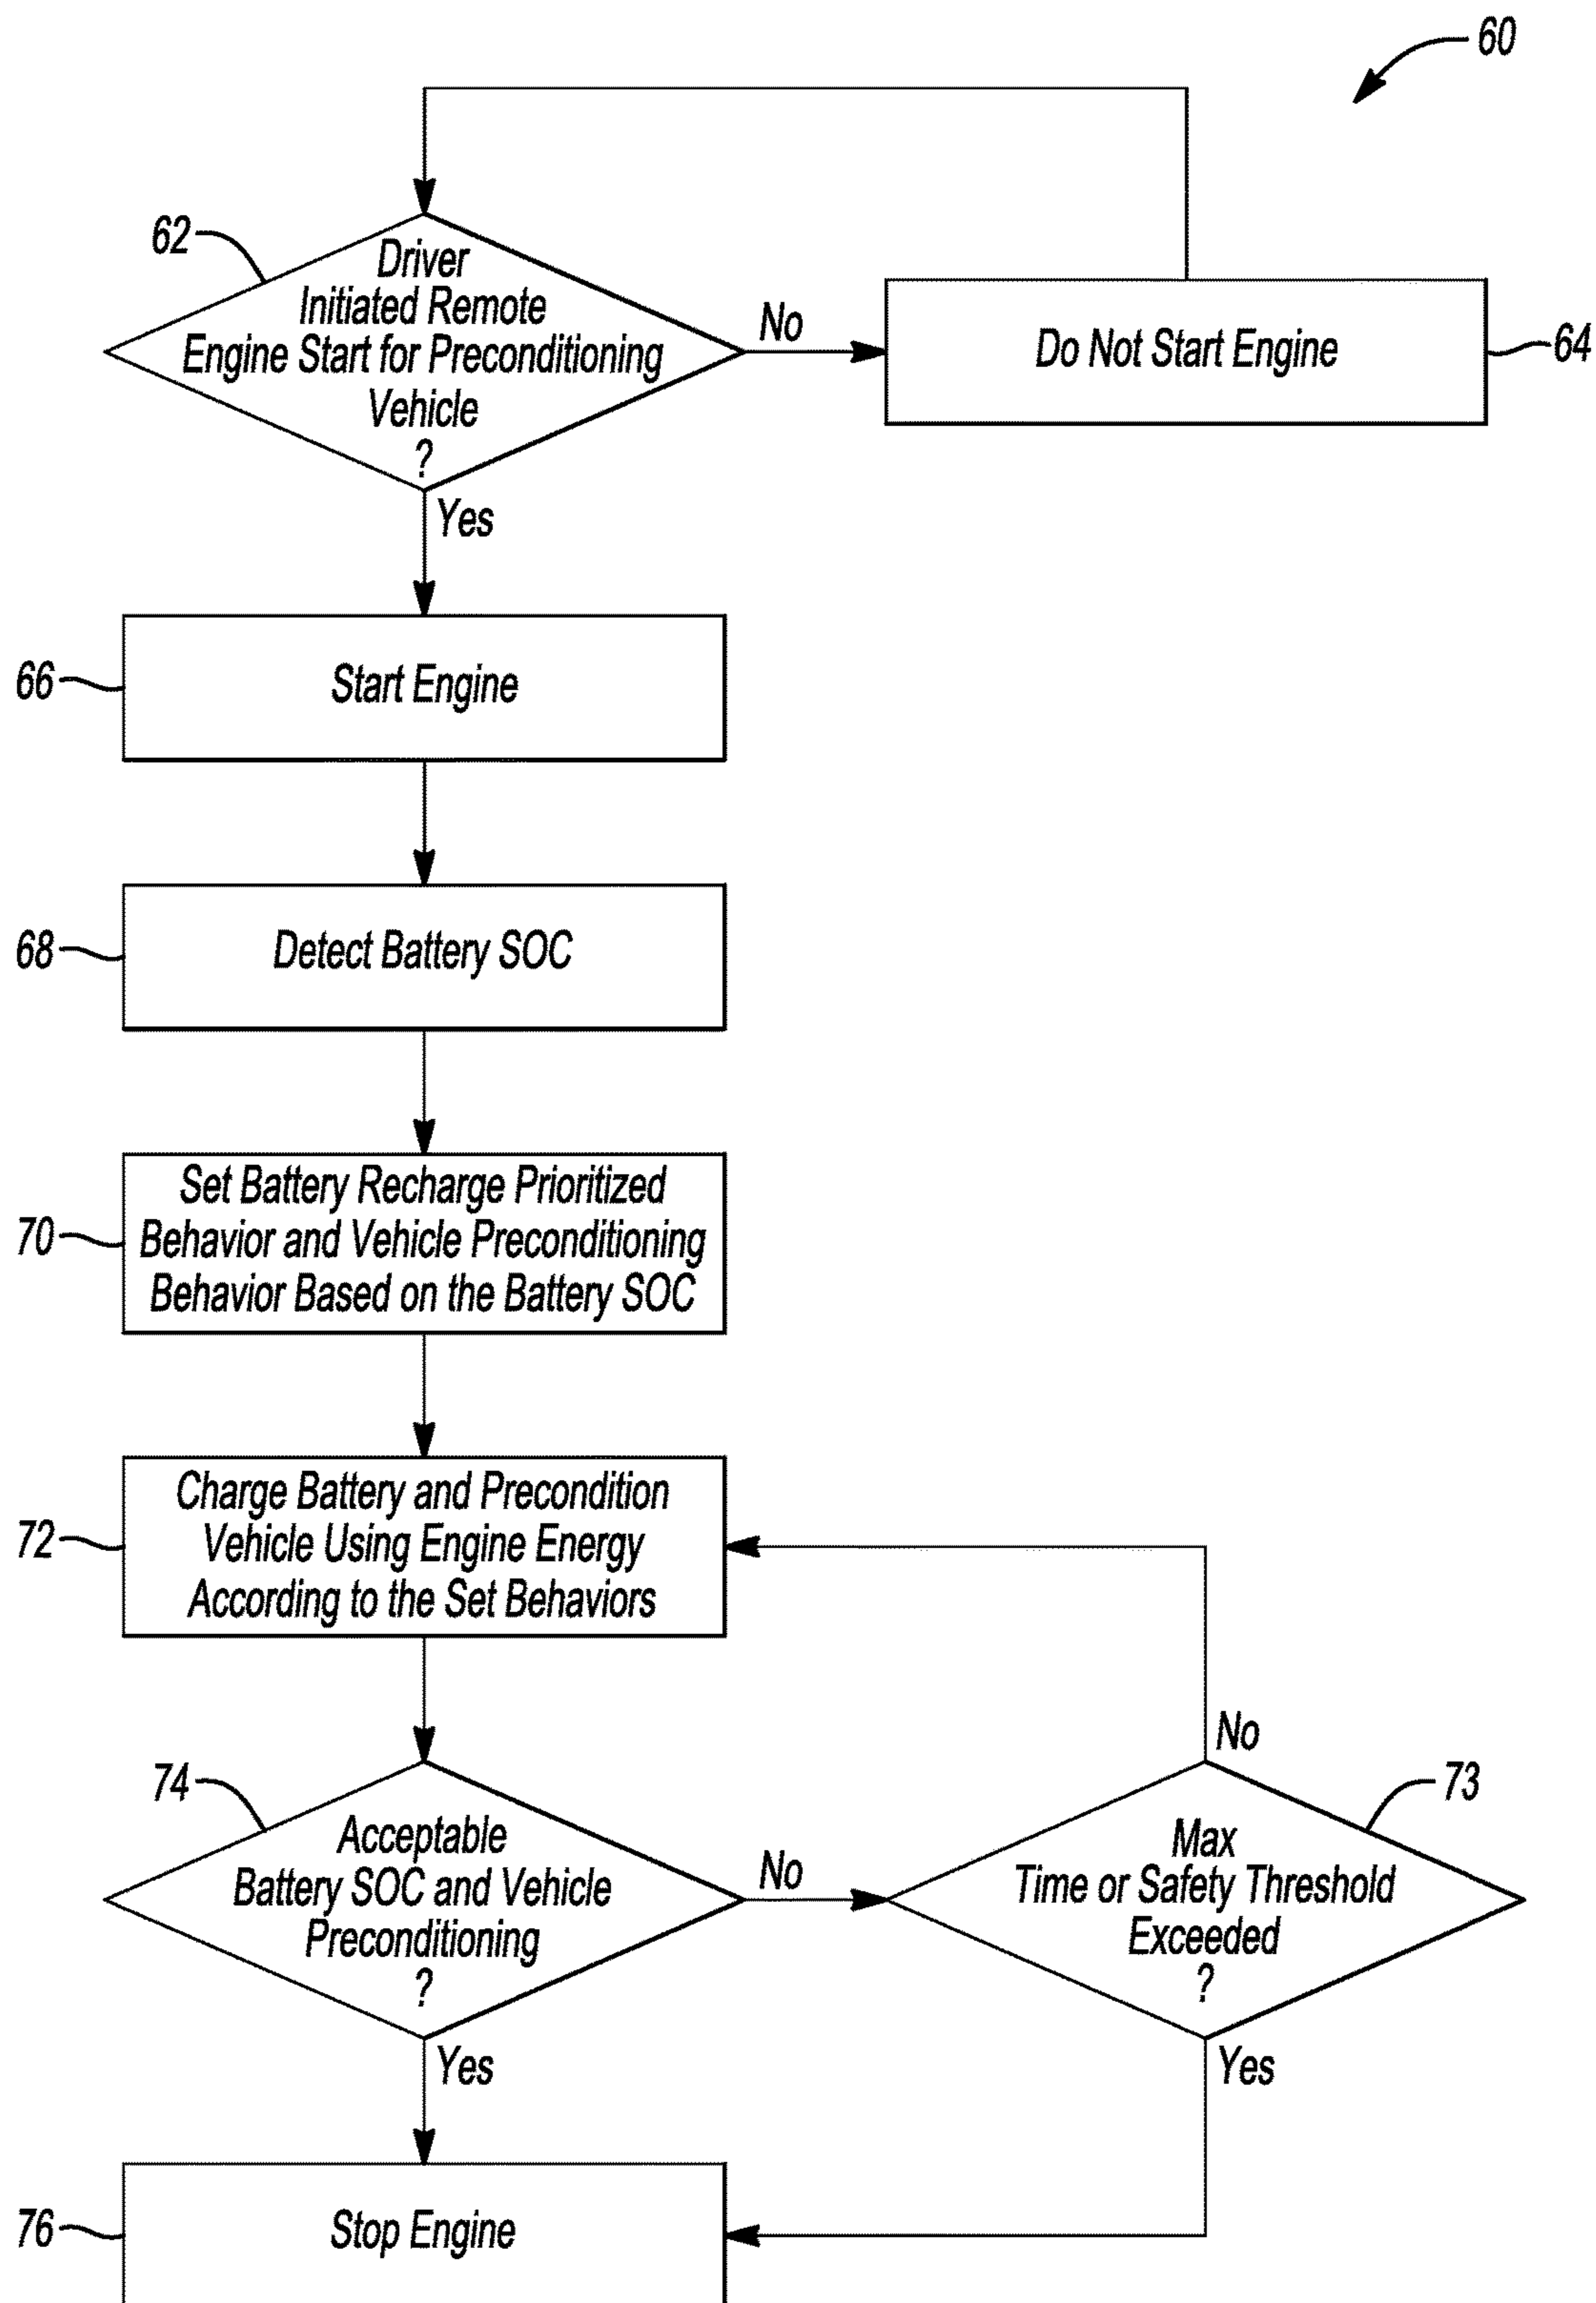 60
62
Driver
Initiated Remote
Engine Start for Preconditioning
Vehicle
?
No
Do Not Start Engine
64
Yes
66
Start Engine
68
Detect Battery SOC
70
Set Battery Recharge Prioritized
Behavior and Vehicle Preconditioning
Behavior Based on the Battery SOC
72
Charge Battery and Precondition
Vehicle Using Engine Energy
According to the Set Behaviors
74
Acceptable
Battery SOC and Vehicle
Preconditioning
?
No
No
73
Max
Time or Safety Threshold
Exceeded
?
Yes
Yes
76
Stop Engine